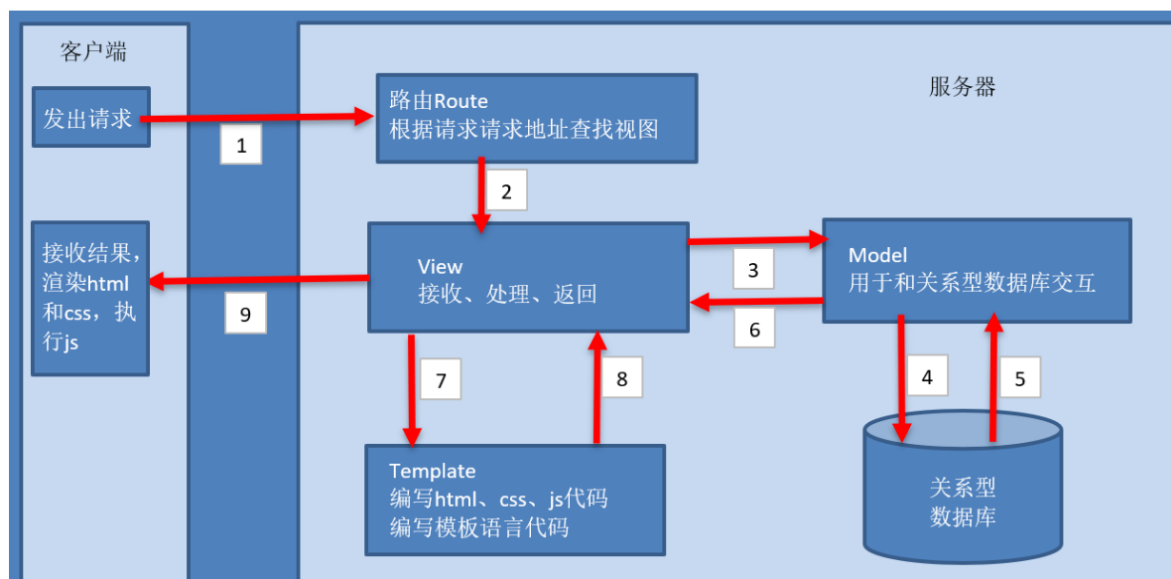 客户端
服务器
发出请求
1
路由Route
根据请求请求地址查找视图
2
接收结果，
渲染html
和css，执
行js
9
View
接收、处理、返回
3
6
Model
用于和关系型数据库交互
7
8
4
5
Template
编写html、css、js代码
编写模板语言代码
关系型
数据库